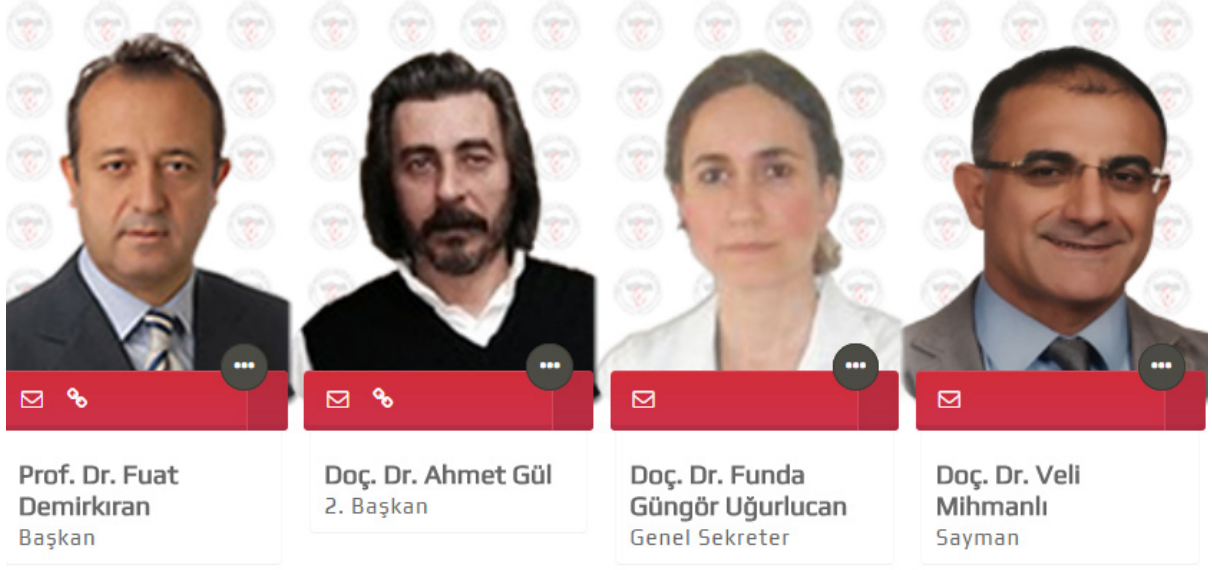 Prof. Dr. Fuat
Demirkıran
Başkan
Doç. Dr. Ahmet Gül
2. Başkan
Doç. Dr. Funda
Güngör Uğurlucan
Genel Sekreter
Doç. Dr. Veli
Mihmanlı
Sayman